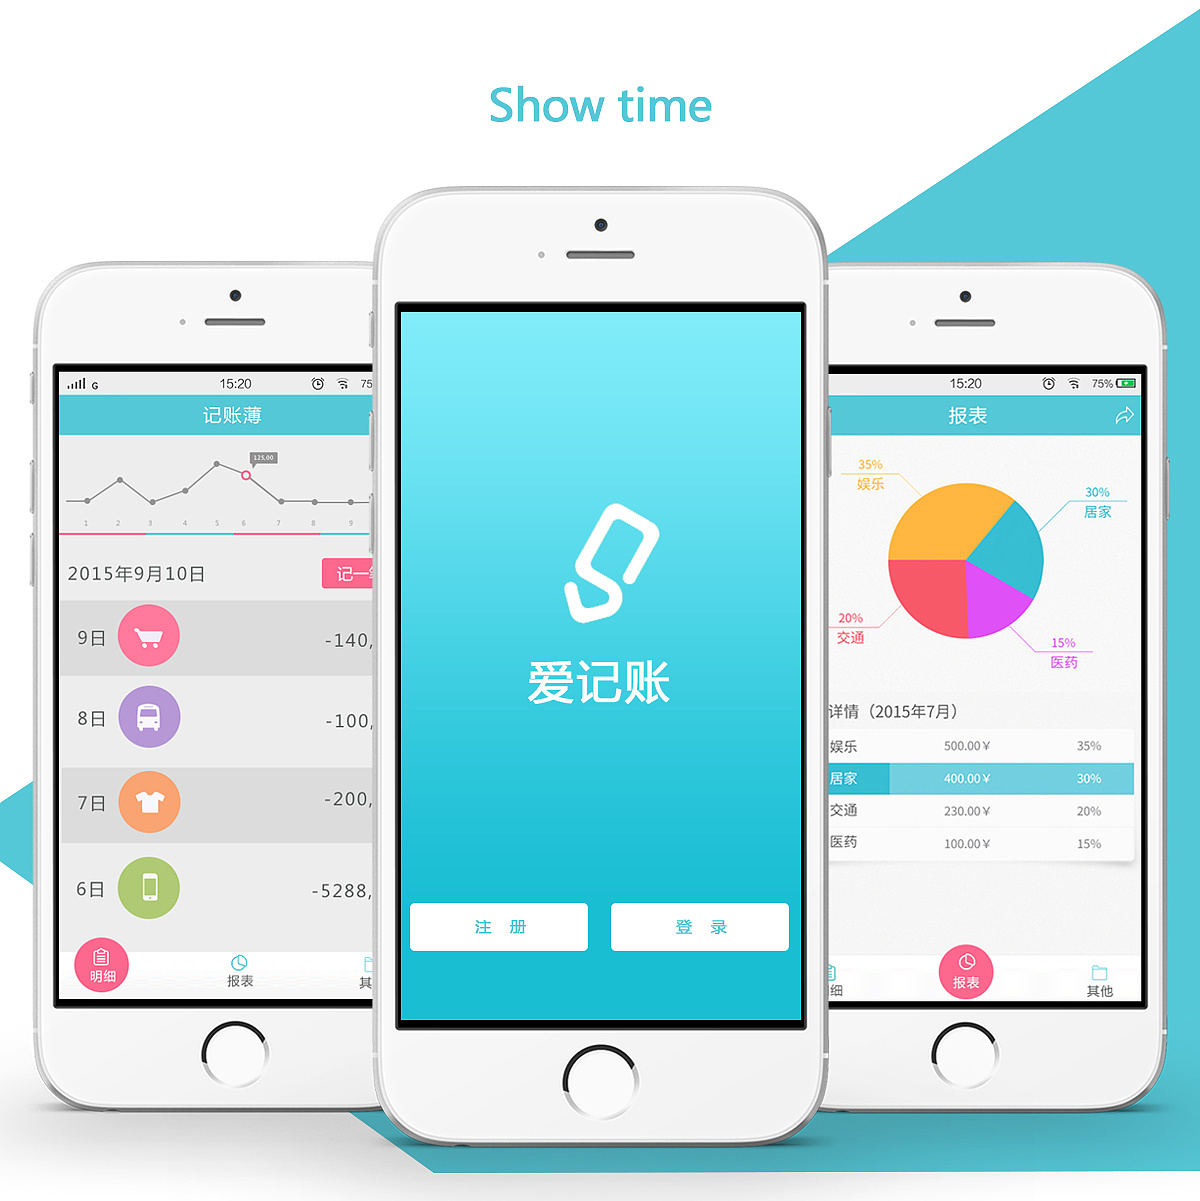 Show time
G 15:20 75
记账薄
125.00
1 2 3 4 5 6 7 8 9
2015年9月10日
记一
9日 -140,
8日 -100,
7日 -200,
6日 -5288,
明细 报表 其
爱记账
注 册 登 录
15:20 75%
报表
35%
娱乐
30%
居家
20%
交通
15%
医药
详情（2015年7月）
娱乐 500.00¥ 35%
居家 400.00¥ 30%
交通 230.00¥ 20%
医药 100.00¥ 15%
细 报表 其他